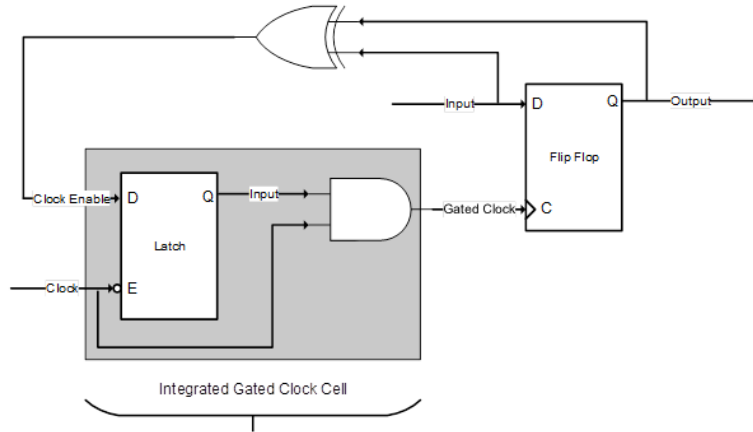 Input
D
Q
Output
Flip Flop
Gated Clock
C
Clock Enable
D
Q
Input
Latch
Clock
E
Integrated Gated Clock Cell